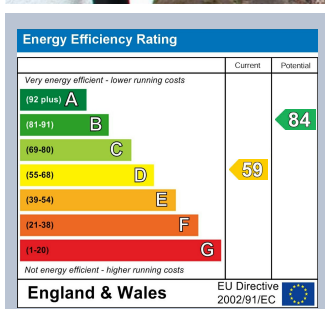 Energy Efficiency Rating
Current Potential
Very energy efficient - lower running costs
(92 plus) A
(81-91) B
84
(69-80) C
(55-68) D
59
(39-54) E
(21-38) F
(1-20) G
Not energy efficient - higher running costs
England & Wales
EU Directive
2002/91/EC